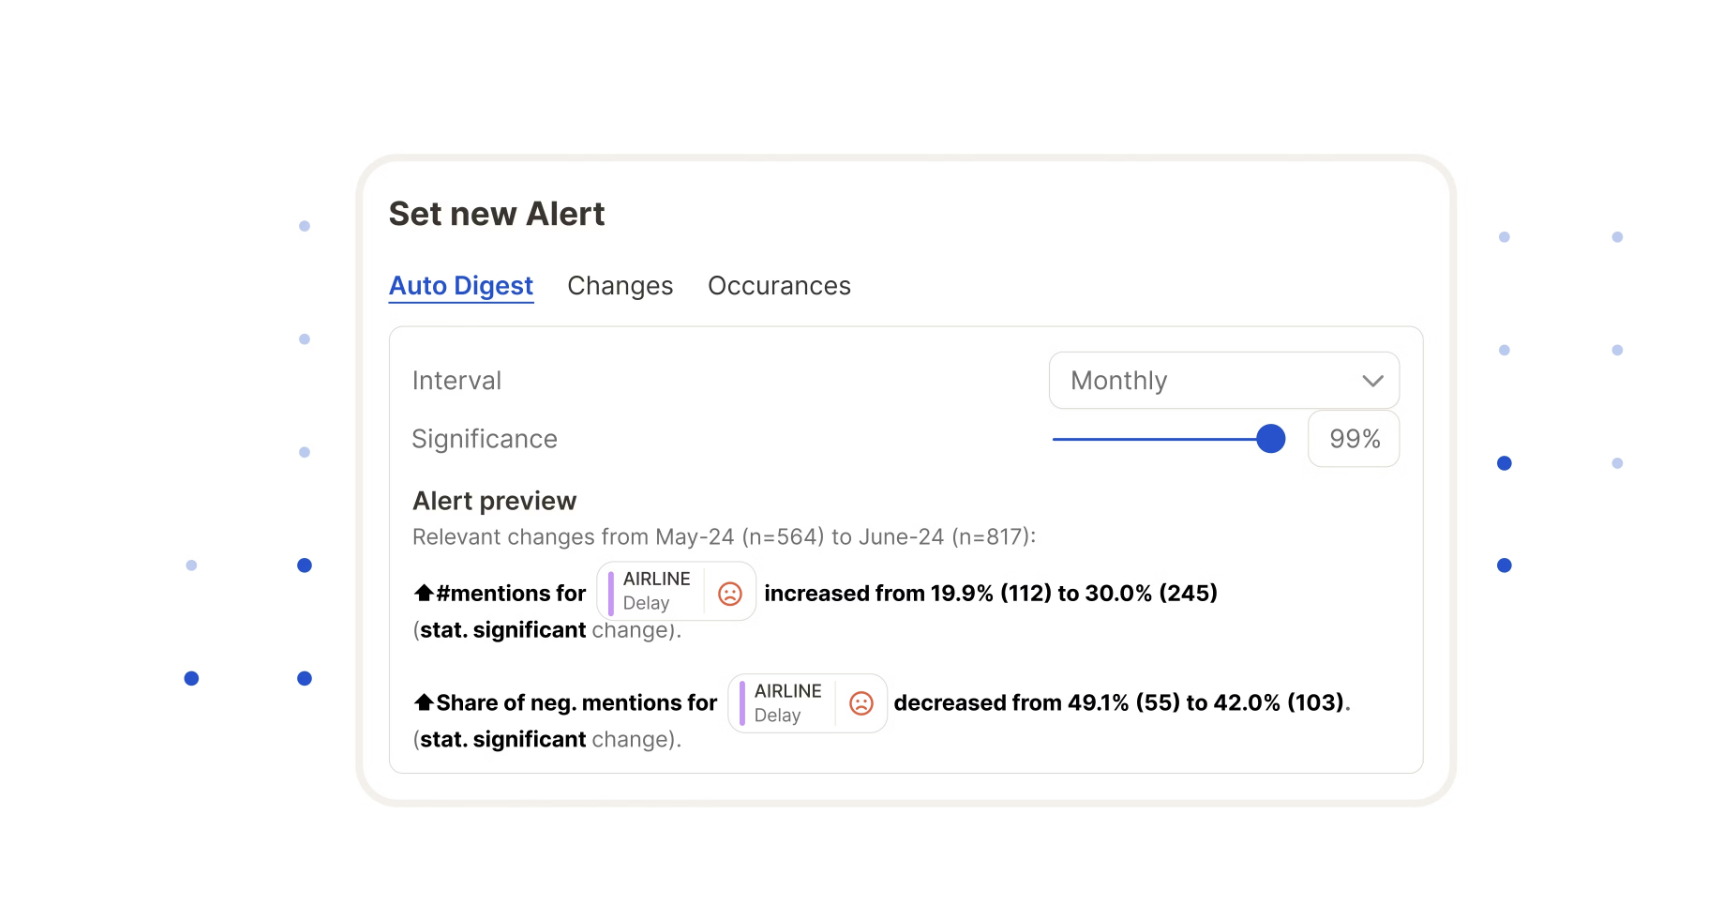 Set new Alert
Auto Digest Changes Occurances
Interval Monthly
Significance 99%
Alert preview
Relevant changes from May-24 (n=564) to June-24 (n=817):
#mentions for AIRLINE Delay increased from 19.9% (112) to 30.0% (245)
(stat. significant change).
Share of neg. mentions for AIRLINE Delay decreased from 49.1% (55) to 42.0% (103).
(stat. significant change).